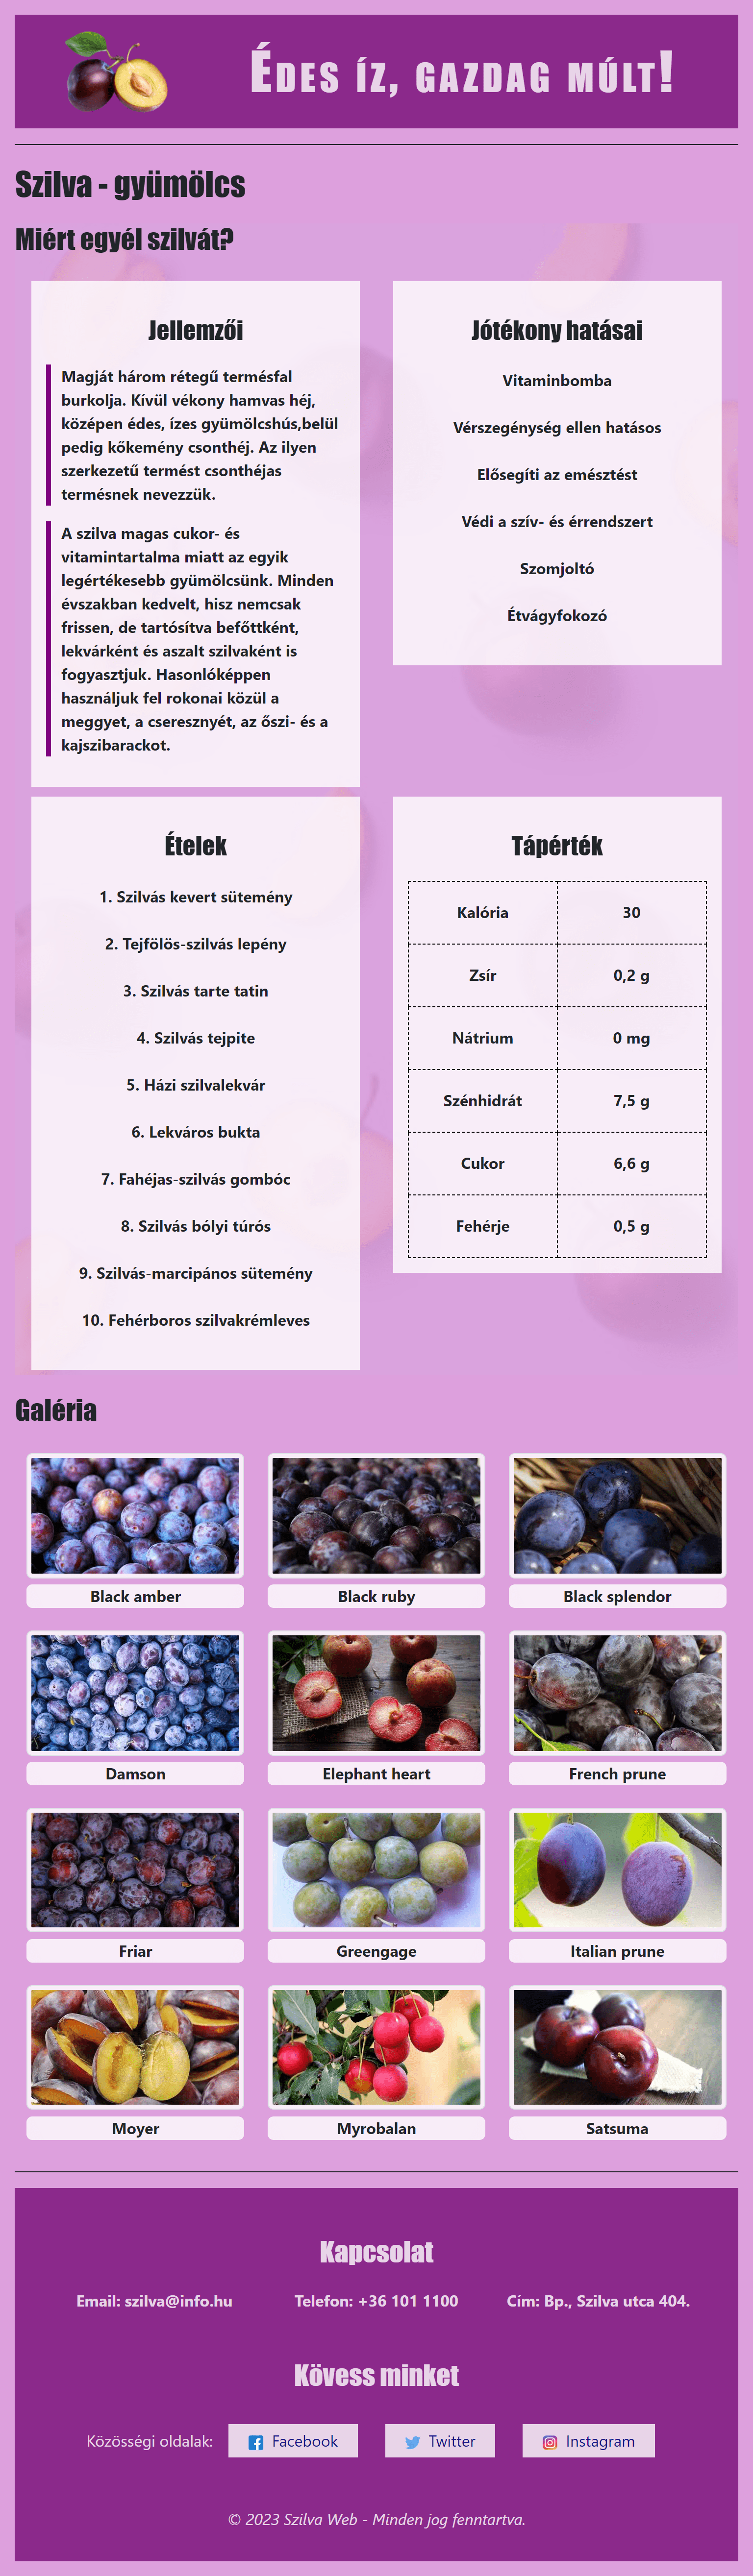 Édes íz, gazdag múlt!
Szilva - gyümölcs
Miért egyél szilvát?
Jellemzői
Magját három rétegű termésfal
burkolja. Kívül vékony hamvas héj,
középen édes, ízes gyümölcshús,belül
pedig kőkemény csonthéj. Az ilyen
szerkezetű termést csonthéjas
termésnek nevezzük.
A szilva magas cukor- és
vitamintartalma miatt az egyik
legértékesebb gyümölcsünk. Minden
évszakban kedvelt, hisz nemcsak
frissen, de tartósítva befőttként,
lekvárként és aszalt szilvaként is
fogyasztjuk. Hasonlóképpen
használjuk fel rokonai közül a
meggyet, a cseresznyét, az őszi- és a
kajszibarackot.
Jótékony hatásai
Vitaminbomba
Vérszegénység ellen hatásos
Elősegíti az emésztést
Védi a szív- és érrendszert
Szomjoltó
Étvágyfokozó
Ételek
1. Szilvás kevert sütemény
2. Tejfölös-szilvás lepény
3. Szilvás tarte tatin
4. Szilvás tejpite
5. Házi szilvalekvár
6. Lekváros bukta
7. Fahéjas-szilvás gombóc
8. Szilvás bólyi túrós
9. Szilvás-marcipános sütemény
10. Fehérboros szilvakrémleves
Tápérték
Kalória 30
Zsír 0,2 g
Nátrium 0 mg
Szénhidrát 7,5 g
Cukor 6,6 g
Fehérje 0,5 g
Galéria
Black amber
Black ruby
Black splendor
Damson
Elephant heart
French prune
Friar
Greengage
Italian prune
Moyer
Myrobalan
Satsuma
Kapcsolat
Email: szilva@info.hu
Telefon: +36 101 1100
Cím: Bp., Szilva utca 404.
Kövess minket
Közösségi oldalak: Facebook Twitter Instagram
© 2023 Szilva Web - Minden jog fenntartva.